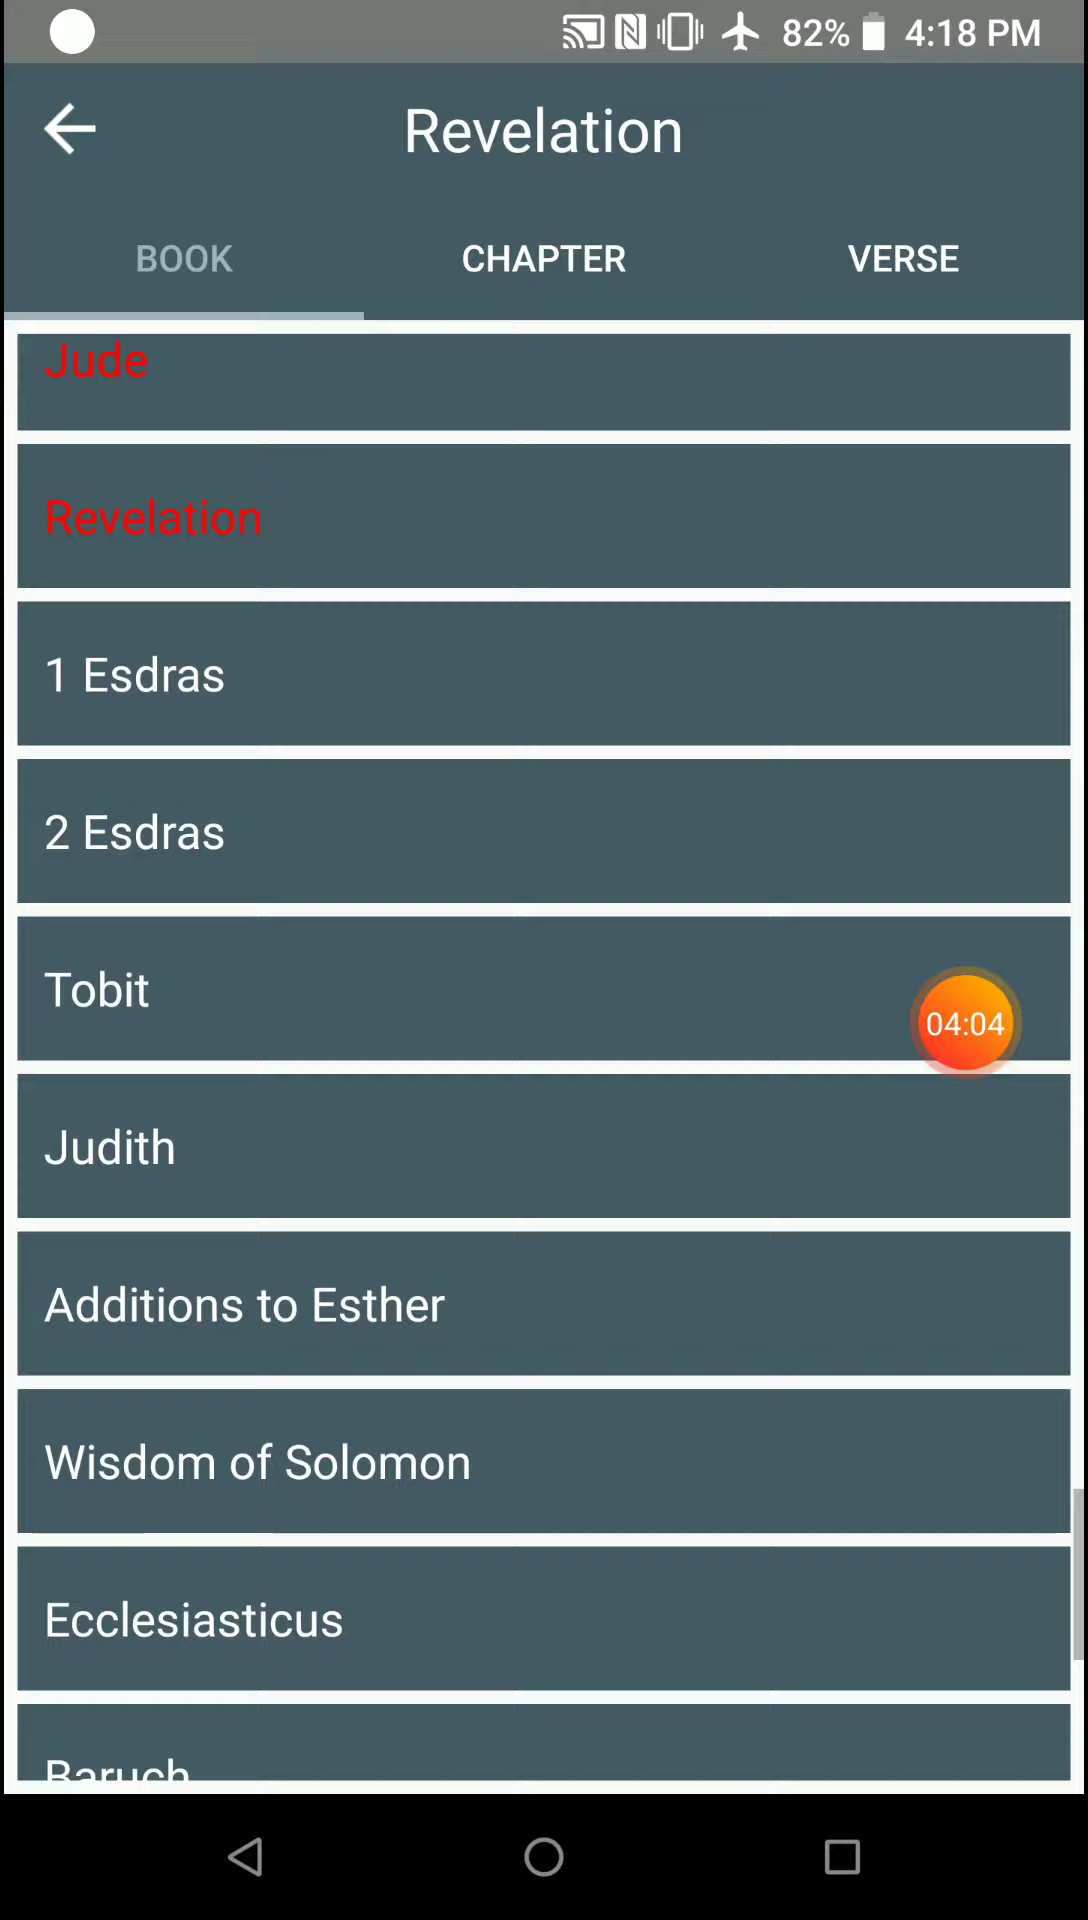 82% 4:18 PM
Revelation
BOOK CHAPTER VERSE
Jude
Revelation
1 Esdras
2 Esdras
Tobit
04:04
Judith
Additions to Esther
Wisdom of Solomon
Ecclesiasticus
Baruch